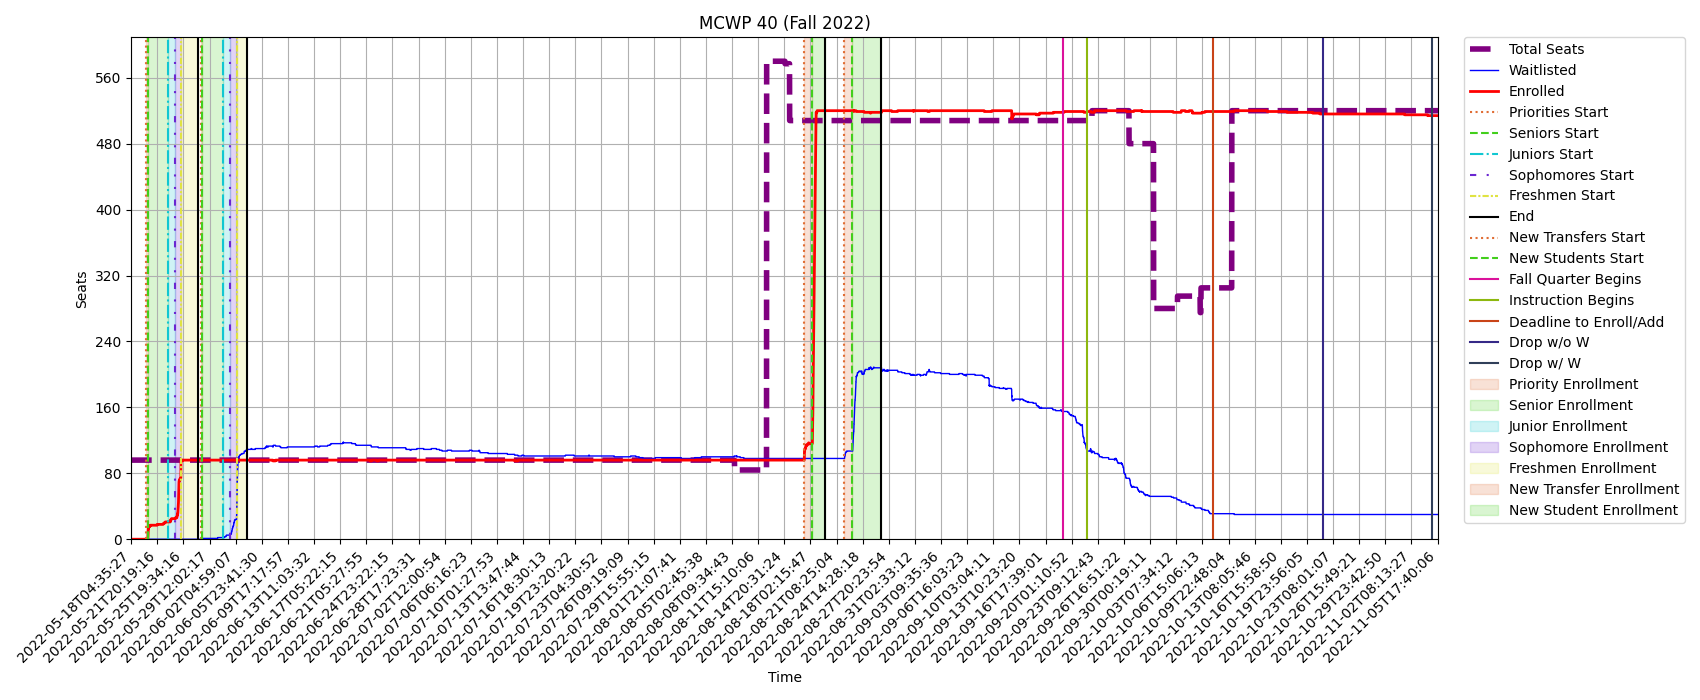 MCWP 40 (Fall 2022)
Seats
560
480
400
320
240
160
80
0
2022-05-18T04:35:27
2022-05-21T20:19:16
2022-05-25T19:34:16
2022-05-29T12:02:17
2022-06-02T04:59:07
2022-06-05T23:41:30
2022-06-09T17:17:57
2022-06-13T11:03:32
2022-06-17T05:22:15
2022-06-21T05:27:55
2022-06-24T23:22:15
2022-06-28T17:23:31
2022-07-02T12:00:54
2022-07-06T06:16:23
2022-07-10T01:27:53
2022-07-13T13:47:44
2022-07-16T18:30:13
2022-07-19T23:20:22
2022-07-23T04:30:52
2022-07-26T09:19:09
2022-07-29T15:55:15
2022-08-01T21:07:41
2022-08-05T02:45:38
2022-08-08T09:34:43
2022-08-11T15:10:06
2022-08-14T20:31:24
2022-08-18T02:15:47
2022-08-21T08:25:04
2022-08-24T14:28:18
2022-08-27T20:23:54
2022-08-31T02:33:12
2022-09-03T09:35:36
2022-09-06T16:03:23
2022-09-10T03:04:11
2022-09-13T10:23:20
2022-09-16T17:39:01
2022-09-20T01:10:52
2022-09-23T09:12:43
2022-09-26T16:51:22
2022-09-30T00:19:11
2022-10-03T07:34:12
2022-10-06T15:06:13
2022-10-09T22:48:04
2022-10-13T08:05:46
2022-10-16T15:58:50
2022-10-19T23:56:05
2022-10-23T08:01:07
2022-10-26T15:49:21
2022-10-29T23:42:50
2022-11-02T08:13:27
2022-11-05T17:40:06
Time
Total Seats
Waitlisted
Enrolled
Priorities Start
Seniors Start
Juniors Start
Sophomores Start
Freshmen Start
End
New Transfers Start
New Students Start
Fall Quarter Begins
Instruction Begins
Deadline to Enroll/Add
Drop w/o W
Drop w/ W
Priority Enrollment
Senior Enrollment
Junior Enrollment
Sophomore Enrollment
Freshmen Enrollment
New Transfer Enrollment
New Student Enrollment